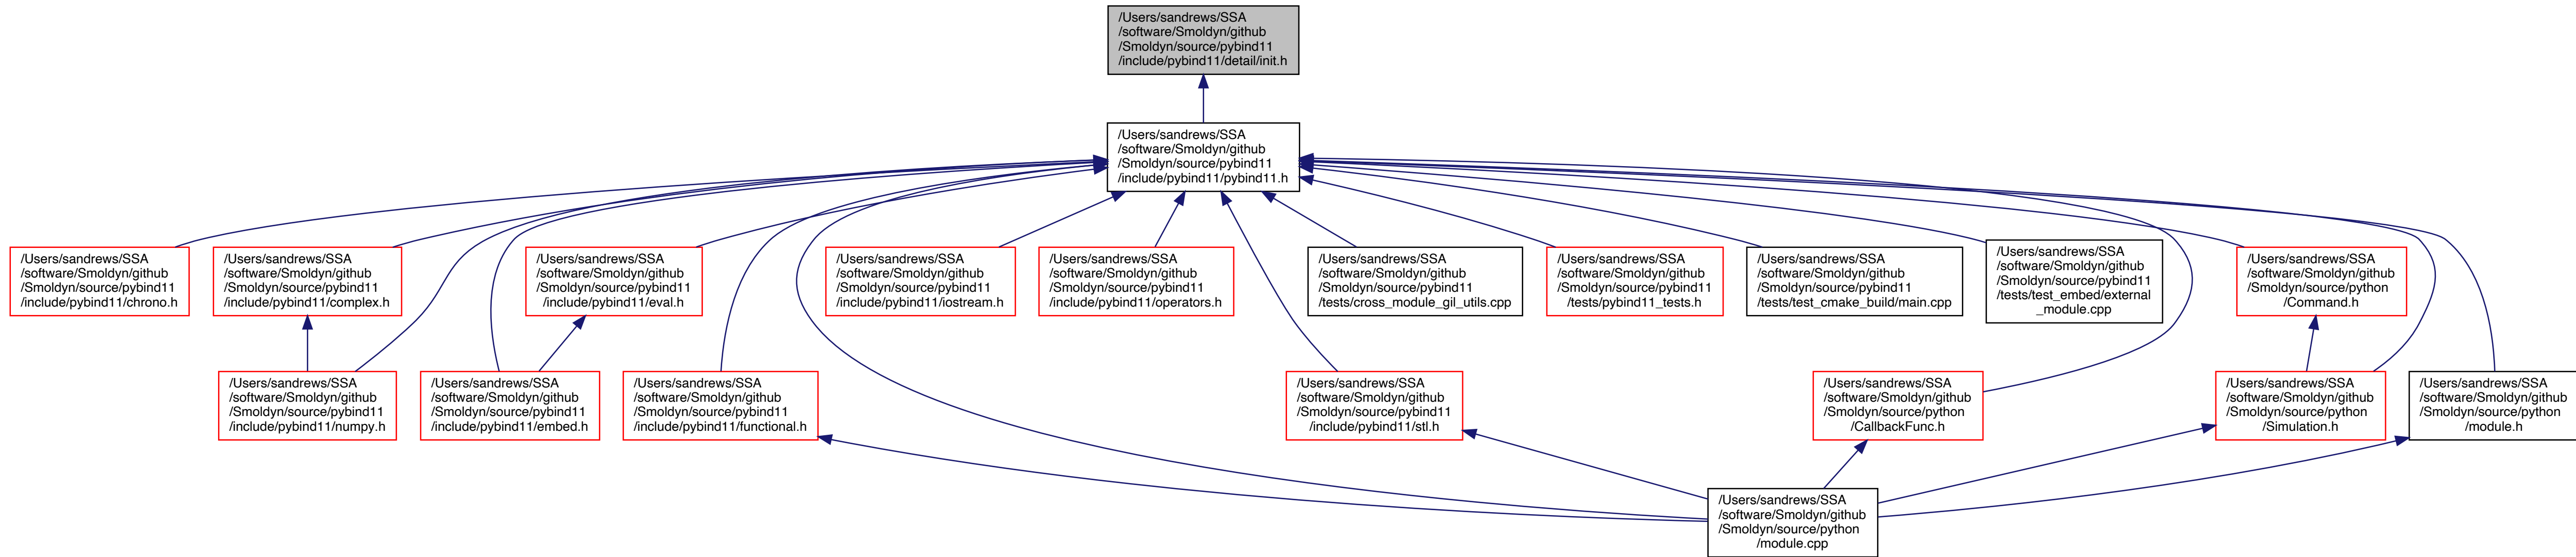 /Users/sandrews/SSA
/software/Smoldyn/github
/Smoldyn/source/pybind11
/include/pybind11/detail/init.h
/Users/sandrews/SSA
/software/Smoldyn/github
/Smoldyn/source/pybind11
/include/pybind11/pybind11.h
/Users/sandrews/SSA
/software/Smoldyn/github
/Smoldyn/source/pybind11
/include/pybind11/chrono.h
/Users/sandrews/SSA
/software/Smoldyn/github
/Smoldyn/source/pybind11
/include/pybind11/complex.h
/Users/sandrews/SSA
/software/Smoldyn/github
/Smoldyn/source/pybind11
/include/pybind11/eval.h
/Users/sandrews/SSA
/software/Smoldyn/github
/Smoldyn/source/pybind11
/include/pybind11/iostream.h
/Users/sandrews/SSA
/software/Smoldyn/github
/Smoldyn/source/pybind11
/include/pybind11/operators.h
/Users/sandrews/SSA
/software/Smoldyn/github
/Smoldyn/source/pybind11
/tests/cross_module_gil_utils.cpp
/Users/sandrews/SSA
/software/Smoldyn/github
/Smoldyn/source/pybind11
/tests/pybind11_tests.h
/Users/sandrews/SSA
/software/Smoldyn/github
/Smoldyn/source/pybind11
/tests/test_cmake_build/main.cpp
/Users/sandrews/SSA
/software/Smoldyn/github
/Smoldyn/source/pybind11
/tests/test_embed/external
_module.cpp
/Users/sandrews/SSA
/software/Smoldyn/github
/Smoldyn/source/python
/Command.h
/Users/sandrews/SSA
/software/Smoldyn/github
/Smoldyn/source/pybind11
/include/pybind11/numpy.h
/Users/sandrews/SSA
/software/Smoldyn/github
/Smoldyn/source/pybind11
/include/pybind11/embed.h
/Users/sandrews/SSA
/software/Smoldyn/github
/Smoldyn/source/pybind11
/include/pybind11/functional.h
/Users/sandrews/SSA
/software/Smoldyn/github
/Smoldyn/source/pybind11
/include/pybind11/stl.h
/Users/sandrews/SSA
/software/Smoldyn/github
/Smoldyn/source/python
/CallbackFunc.h
/Users/sandrews/SSA
/software/Smoldyn/github
/Smoldyn/source/python
/Simulation.h
/Users/sandrews/SSA
/software/Smoldyn/github
/Smoldyn/source/python
/module.h
/Users/sandrews/SSA
/software/Smoldyn/github
/Smoldyn/source/python
/module.cpp